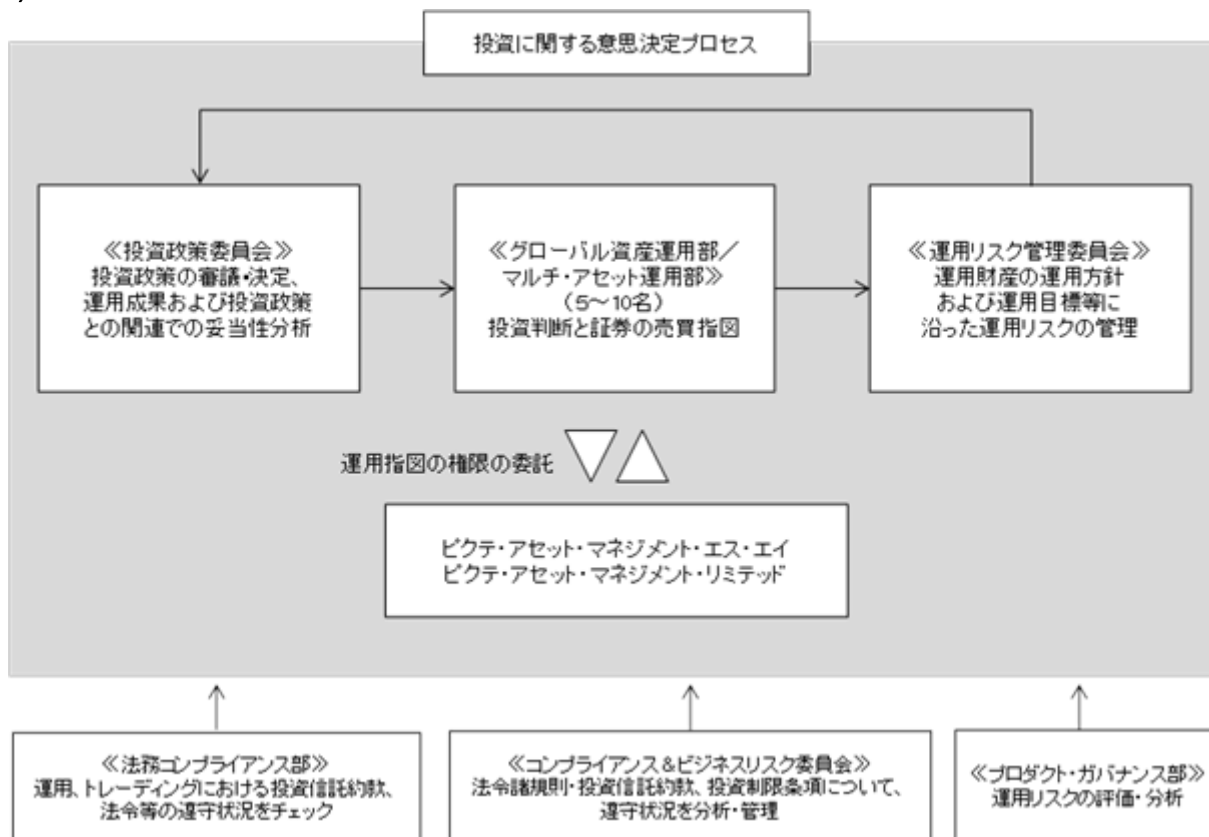 投資に関する意思決定プロセス
≪投資政策委員会≫
投資政策の審議・決定、
運用成果および投資政策
との関連での妥当性分析
≪グローバル資産運用部／
マルチ・アセット運用部≫
（5～10名）
投資判断と証券の売買指図
≪運用リスク管理委員会≫
運用財産の運用方針
および運用目標等に
沿った運用リスクの管理
運用指図の権限の委託
ピクテ・アセット・マネジメント・エス・エイ
ピクテ・アセット・マネジメント・リミテッド
≪法務コンプライアンス部≫
運用、トレーディングにおける投資信託約款、
法令等の遵守状況をチェック
≪コンプライアンス＆ビジネスリスク委員会≫
法令諸規則・投資信託約款、投資制限条項について、
遵守状況を分析・管理
≪プロダクト・ガバナンス部≫
運用リスクの評価・分析